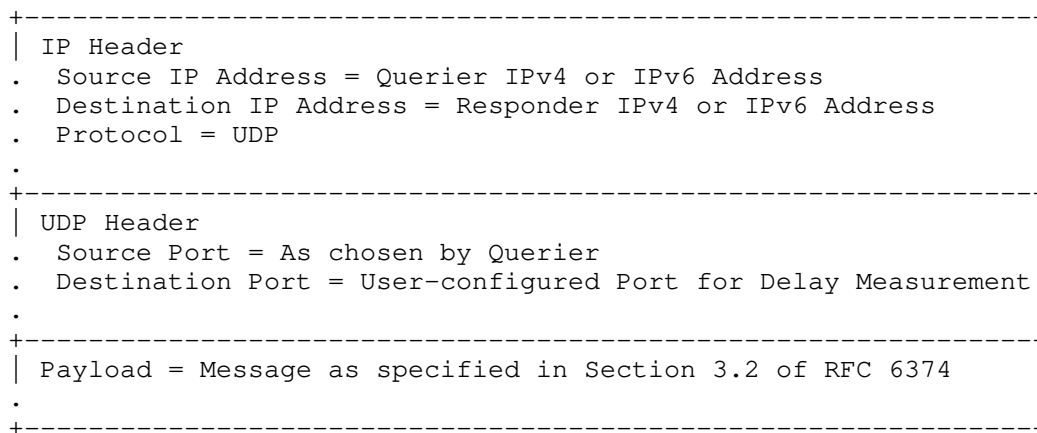 +---------------------------------------------------------------
| IP Header
.  Source IP Address = Querier IPv4 or IPv6 Address
.  Destination IP Address = Responder IPv4 or IPv6 Address
.  Protocol = UDP
.
+---------------------------------------------------------------
| UDP Header
.  Source Port = As chosen by Querier
.  Destination Port = User-configured Port for Delay Measurement
.
+---------------------------------------------------------------
| Payload = Message as specified in Section 3.2 of RFC 6374
.
+---------------------------------------------------------------